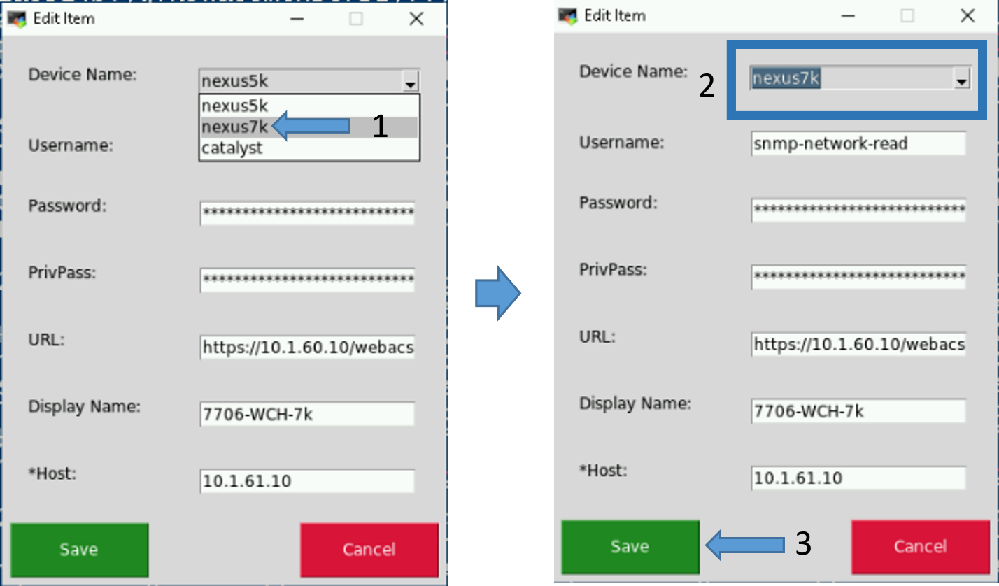 Edit Item
Device Name:
nexus5k
nexus5k
nexus7k
1
catalyst
Username:
Password:
***************************
PrivPass:
***************************
URL:
https://10.1.60.10/webacs
Display Name:
7706-WCH-7k
*Host:
10.1.61.10
Save
Cancel
Edit Item
Device Name:
2
nexus7k
Username:
snmp-network-read
Password:
***************************
PrivPass:
***************************
URL:
https://10.1.60.10/webacs
Display Name:
7706-WCH-7k
*Host:
10.1.61.10
Save
3
Cancel